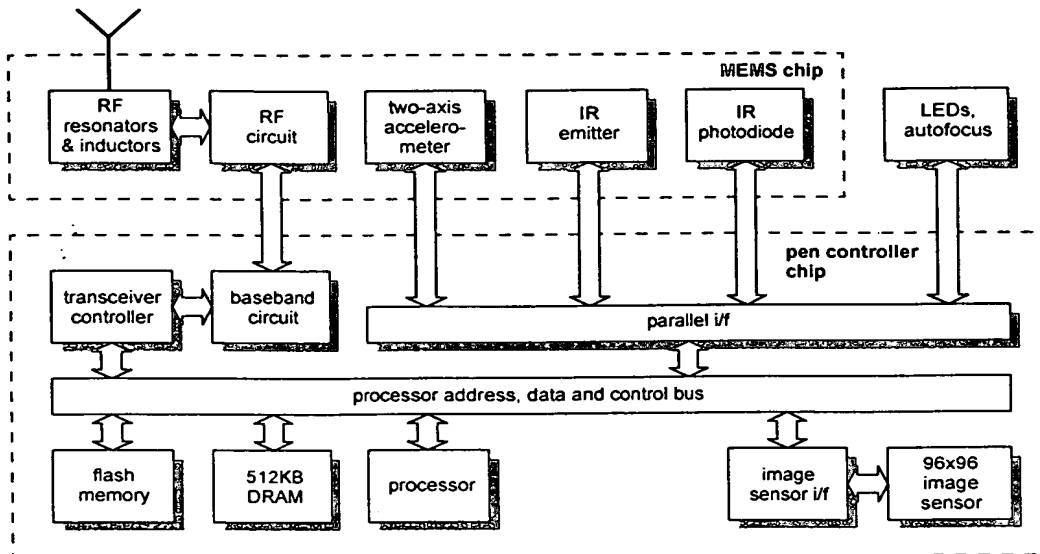 MEMS chip
RF
resonators
& inductors
RF
circuit
two-axis
accelero-
meter
IR
emitter
IR
photodiode
LEDs,
autofocus
pen controller
chip
transceiver
controller
baseband
circuit
parallel i/f
processor address, data and control bus
flash
memory
512KB
DRAM
processor
image
sensor i/f
96x96
image
sensor